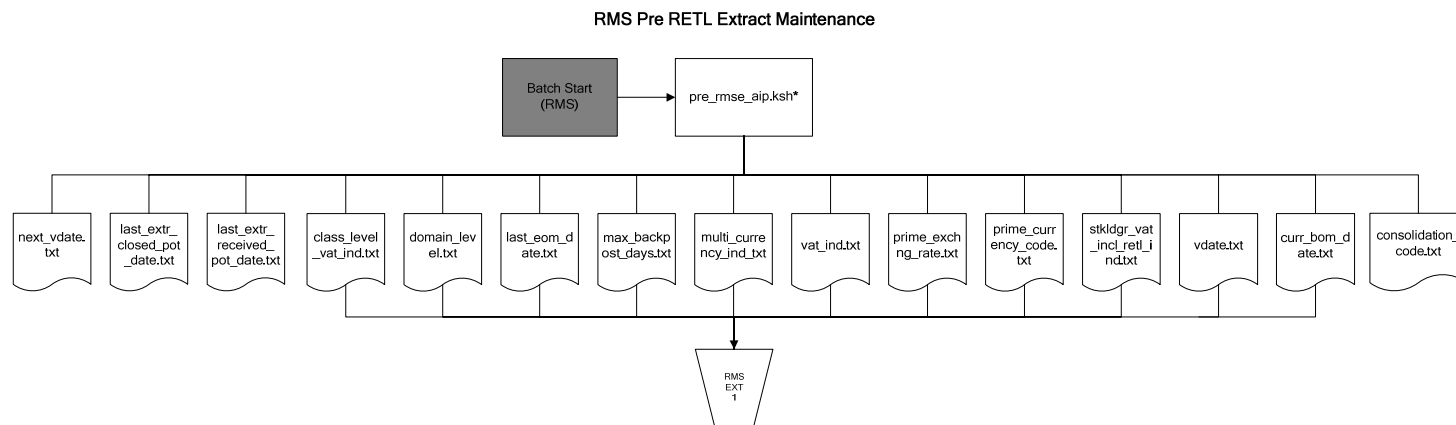 RMS Pre RETL Extract Maintenance
Batch Start
(RMS)
pre_rmse_aip.ksh*
next_vdate.
txt
last_extr_
closed_pot
_date.txt
last_extr_
received_
pot_date.txt
class_level
_vat_ind.txt
domain_lev
el.txt
last_eom_d
ate.txt
max_backp
ost_days.txt
multi_curre
ncy_ind_txt
vat_ind.txt
prime_exch
ng_rate.txt
prime_curr
ency_code.
txt
stkldgr_vat
_incl_retl_i
nd.txt
vdate.txt
curr_bom_d
ate.txt
consolidation_
code.txt
RMS
EXT
1